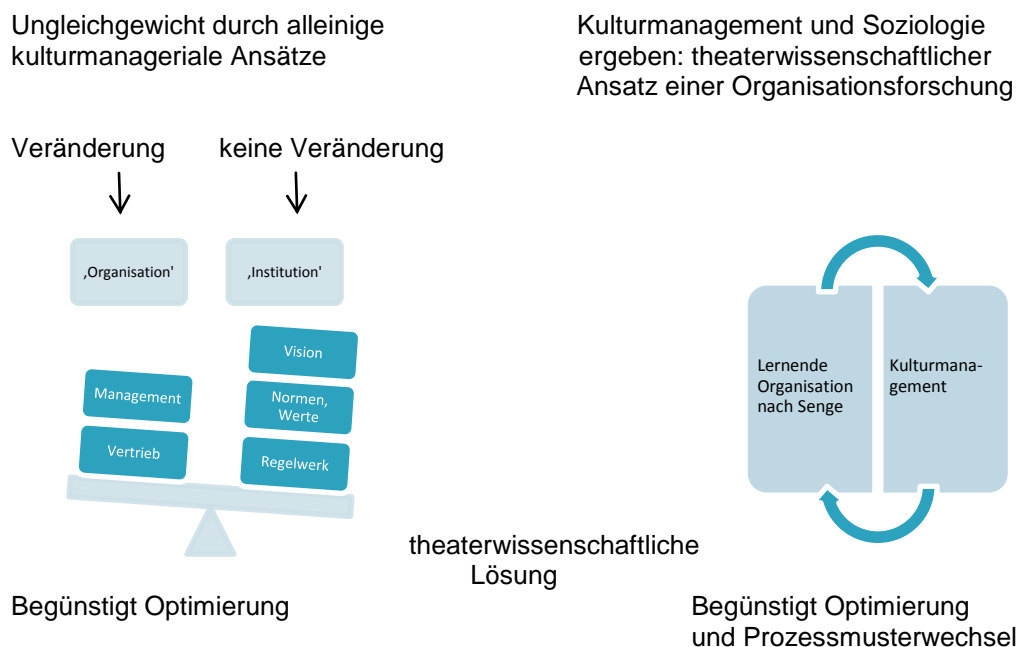 Ungleichgewicht durch alleinige
kulturmanageriale Ansätze
Kulturmanagement und Soziologie
ergeben: theaterwissenschaftlicher
Ansatz einer Organisationsforschung
Veränderung
keine Veränderung
‚Organisation'
‚Institution'
Vision
Management
Normen,
Werte
Vertrieb
Regelwerk
Lernende
Organisation
nach Senge
Kulturmana-
gement
theaterwissenschaftliche
Lösung
Begünstigt Optimierung
Begünstigt Optimierung
und Prozessmusterwechsel